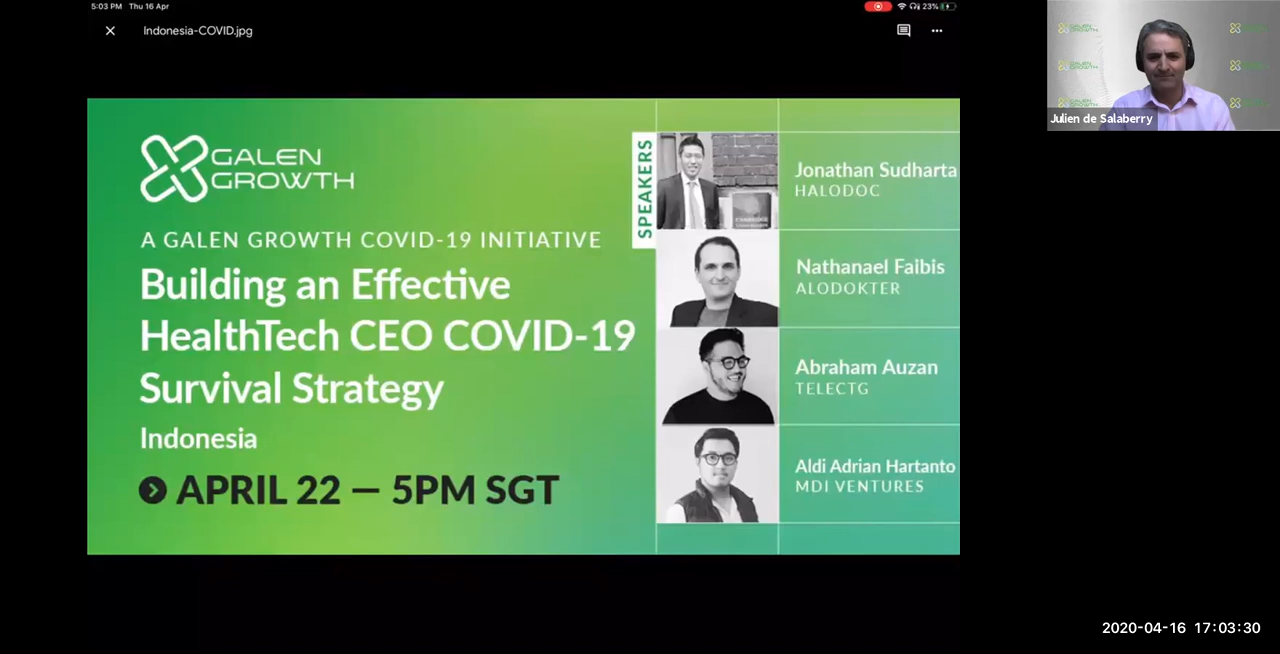 5:03 PM Thu 16 Apr
23%
Indonesia-COVID.jpg
GALEN
GROWTH
A GALEN GROWTH COVID-19 INITIATIVE
Building an Effective
HealthTech CEO COVID-19
Survival Strategy
Indonesia
APRIL 22 — 5PM SGT
SPEAKERS
Jonathan Sudharta
HALODOC
Nathanael Faibis
ALODOKTER
Abraham Auzan
TELECTG
Aldi Adrian Hartanto
MDI VENTURES
GALEN
GROWTH
Julien de Salaberry
2020-04-16 17:03:30